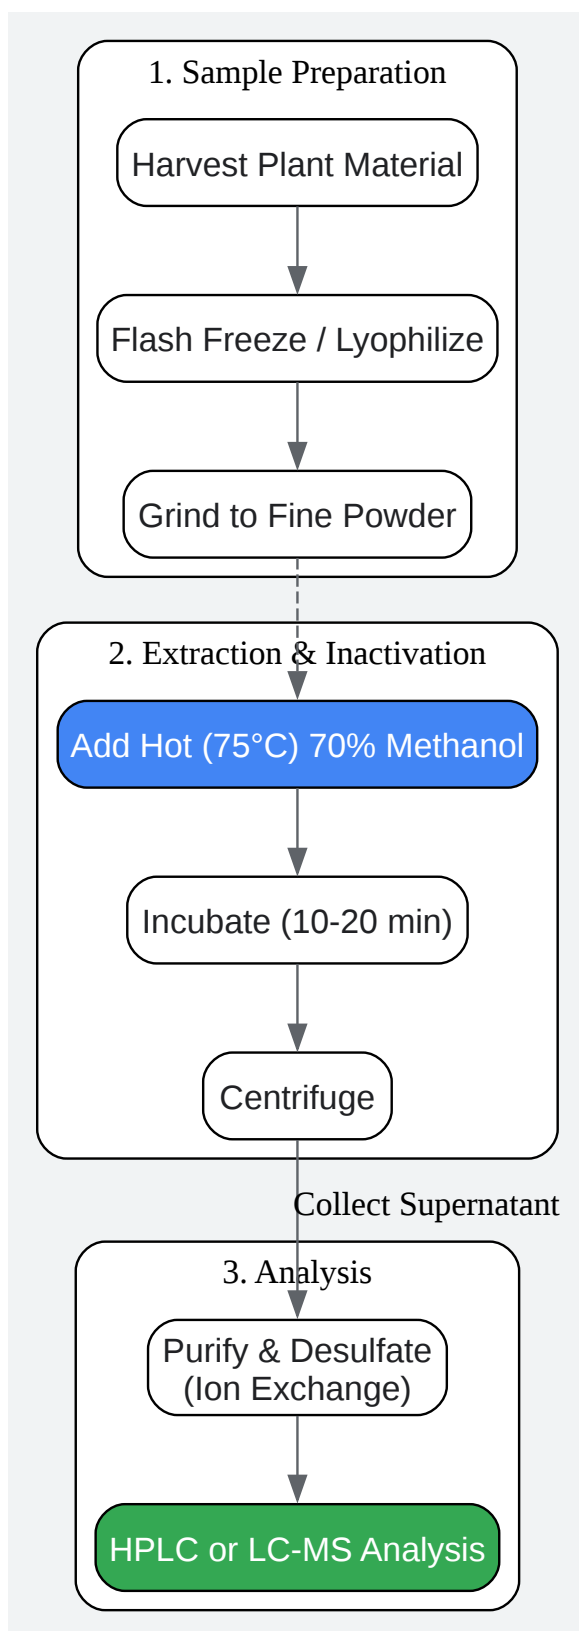 1. Sample Preparation
Harvest Plant Material
Flash Freeze / Lyophilize
Grind to Fine Powder
2. Extraction & Inactivation
Add Hot (75°C) 70% Methanol
Incubate (10-20 min)
Centrifuge
Collect Supernatant
3. Analysis
Purify & Desulfate
(Ion Exchange)
HPLC or LC-MS Analysis